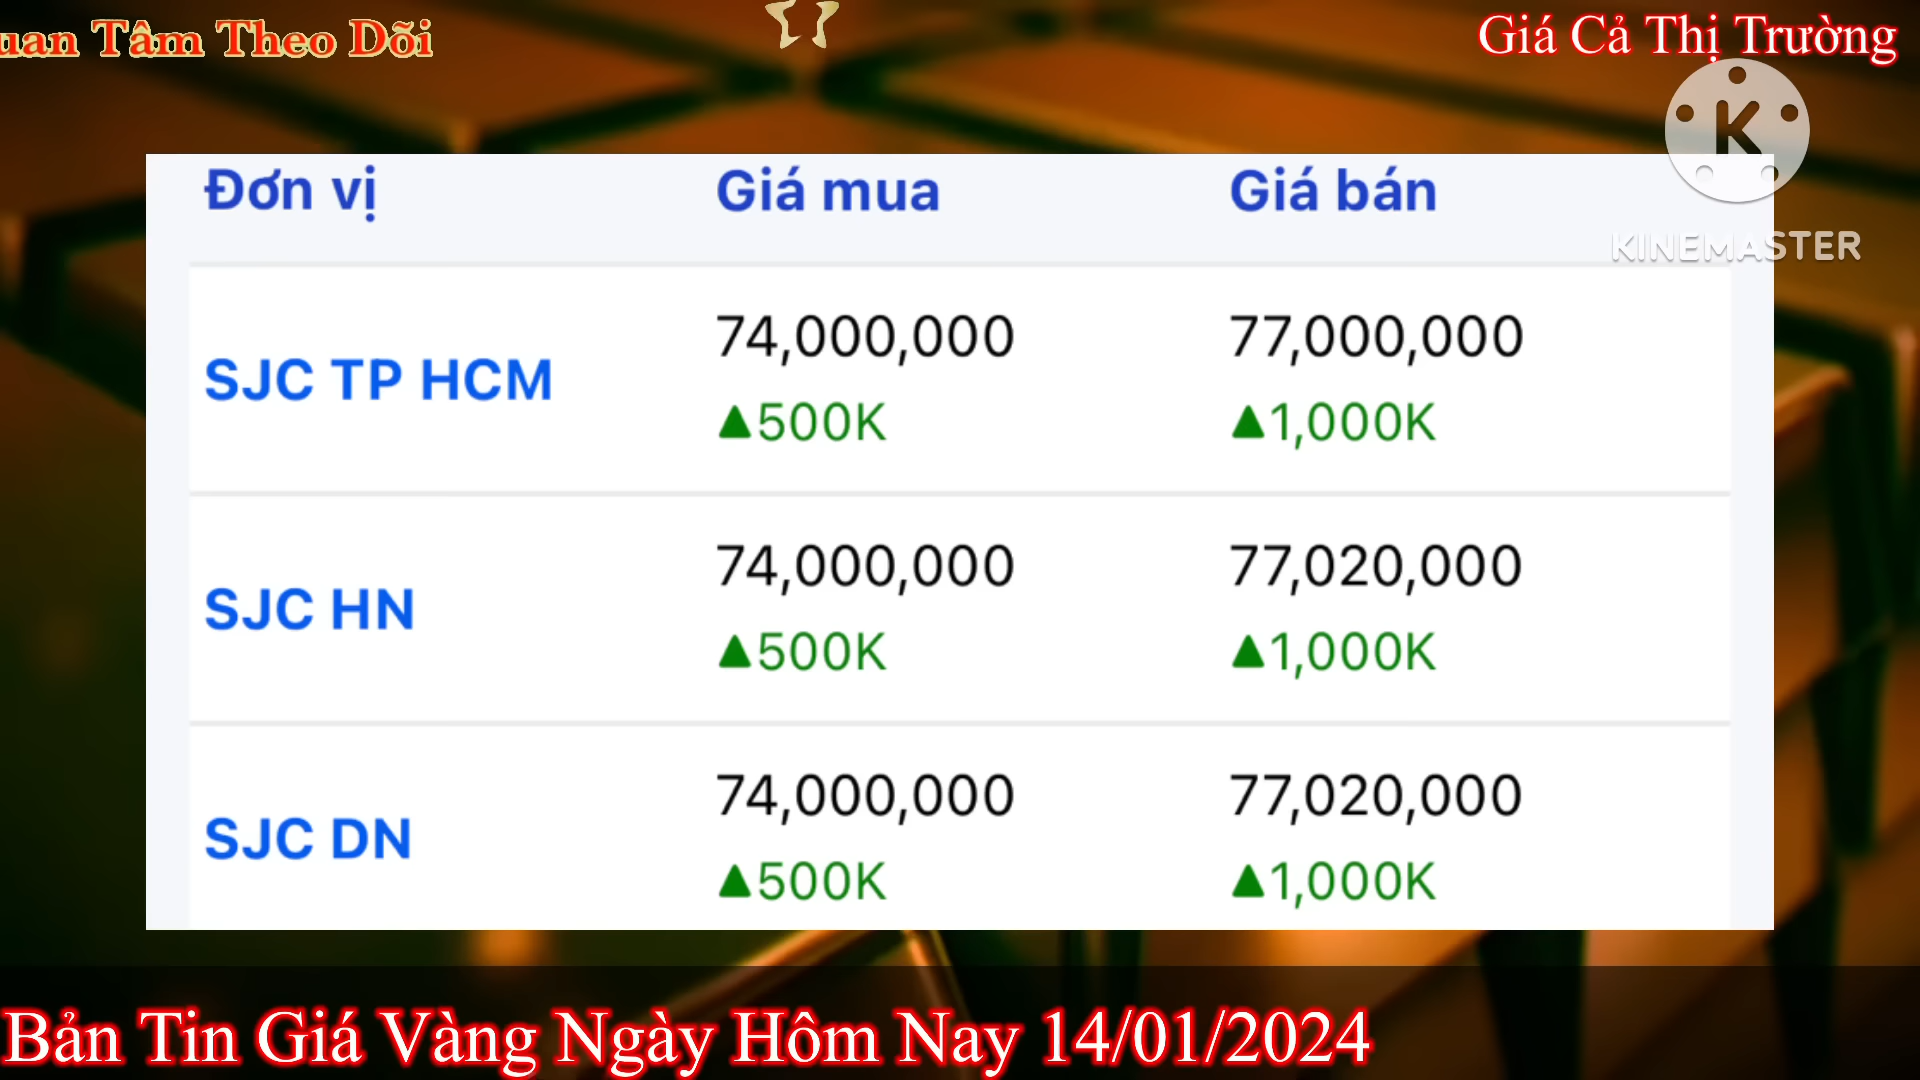 Tâm Theo Dõi
Giá Cả Thị Trường
K
KINEMASTER
Đơn vị Giá mua Giá bán
SJC TP HCM 74,000,000 77,000,000
▲500K ▲1,000K
SJC HN 74,000,000 77,020,000
▲500K ▲1,000K
SJC DN 74,000,000 77,020,000
▲500K ▲1,000K
Bản Tin Giá Vàng Ngày Hôm Nay 14/01/2024